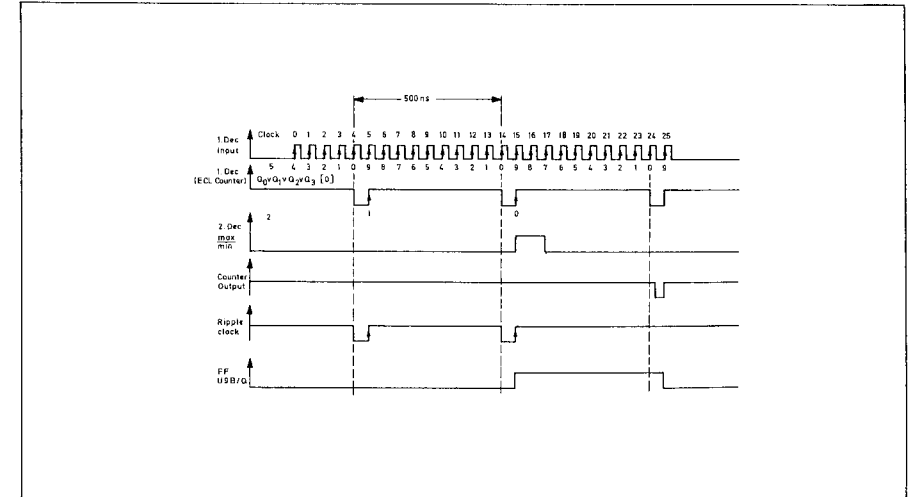 500 ns
1. Dec Input
Clock 0 1 2 3 4 5 6 7 8 9 10 11 12 13 14 15 16 17 18 19 20 21 22 23 24 25
1. Dec (ECL Counter)
5 4 3 2 1 0 9 8 7 6 5 4 3 2 1 0 9 8 7 6 5 4 3 2 1 0 9
Q0vQ1vQ2vQ3 [0]
1 0
2. Dec max min
2
Counter Output
Ripple clock
FF U9B/Q